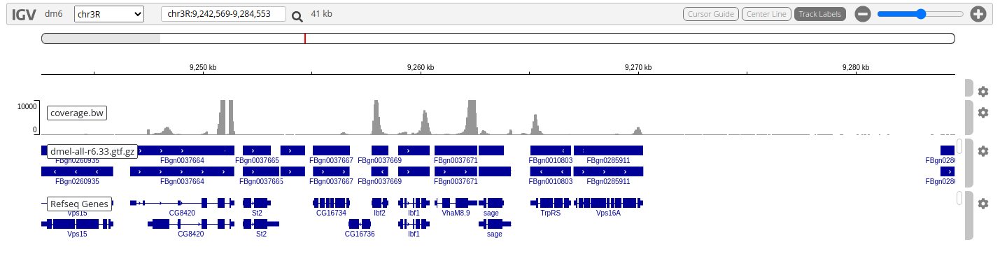 IGV dm6 chr3R chr3R:9,242,569-9,284,553 41 kb Cursor Guide Center Line Track Labels
9,250 kb 9,260 kb 9,270 kb 9,280 kb
10000
coverage.bw
0
dmel-all-r6.33.gtf.gz
FBgn0260935 FBgn0037664 FBgn0037665 FBgn0037667 FBgn0037669 FBgn0037671 FBgn0010803 FBgn0285911 FBgn028
FBgn0260935 FBgn0037664 FBgn0037665 FBgn0037667 FBgn0037669 FBgn0037671 FBgn0010803 FBgn0285911 FBgn028
Refseq Genes
Vps15 CG8420 St2 CG16734 Ibf2 Ibf1 VhaM8.9 sage TrpRS Vps16A
Vps15 CG8420 St2 CG16736 Ibf1 sage